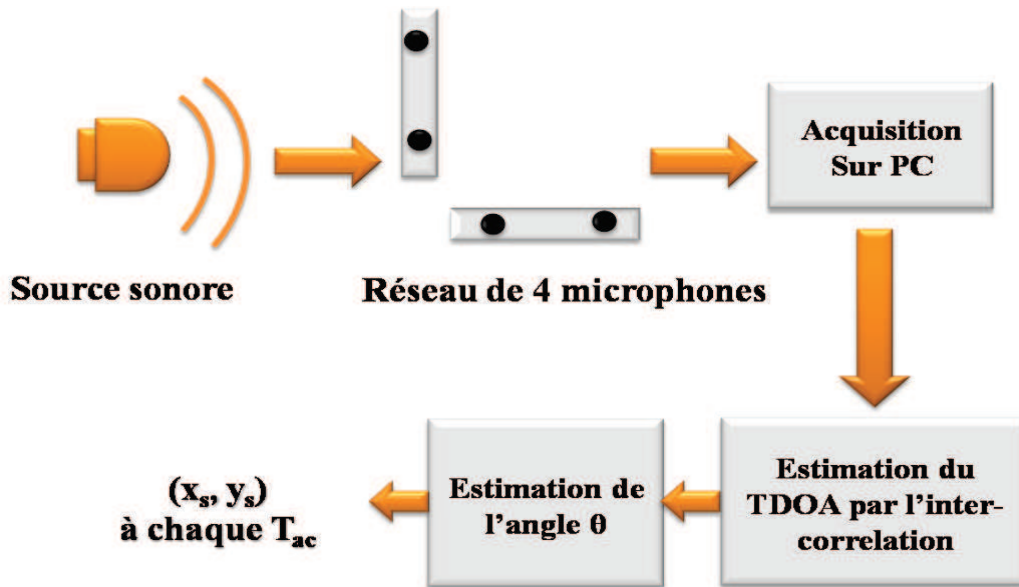 Acquisition
Sur PC
Source sonore
Réseau de 4 microphones
Estimation du
TDOA par l'inter-
correlation
Estimation de
l'angle θ
(xs, ys)
à chaque Tac